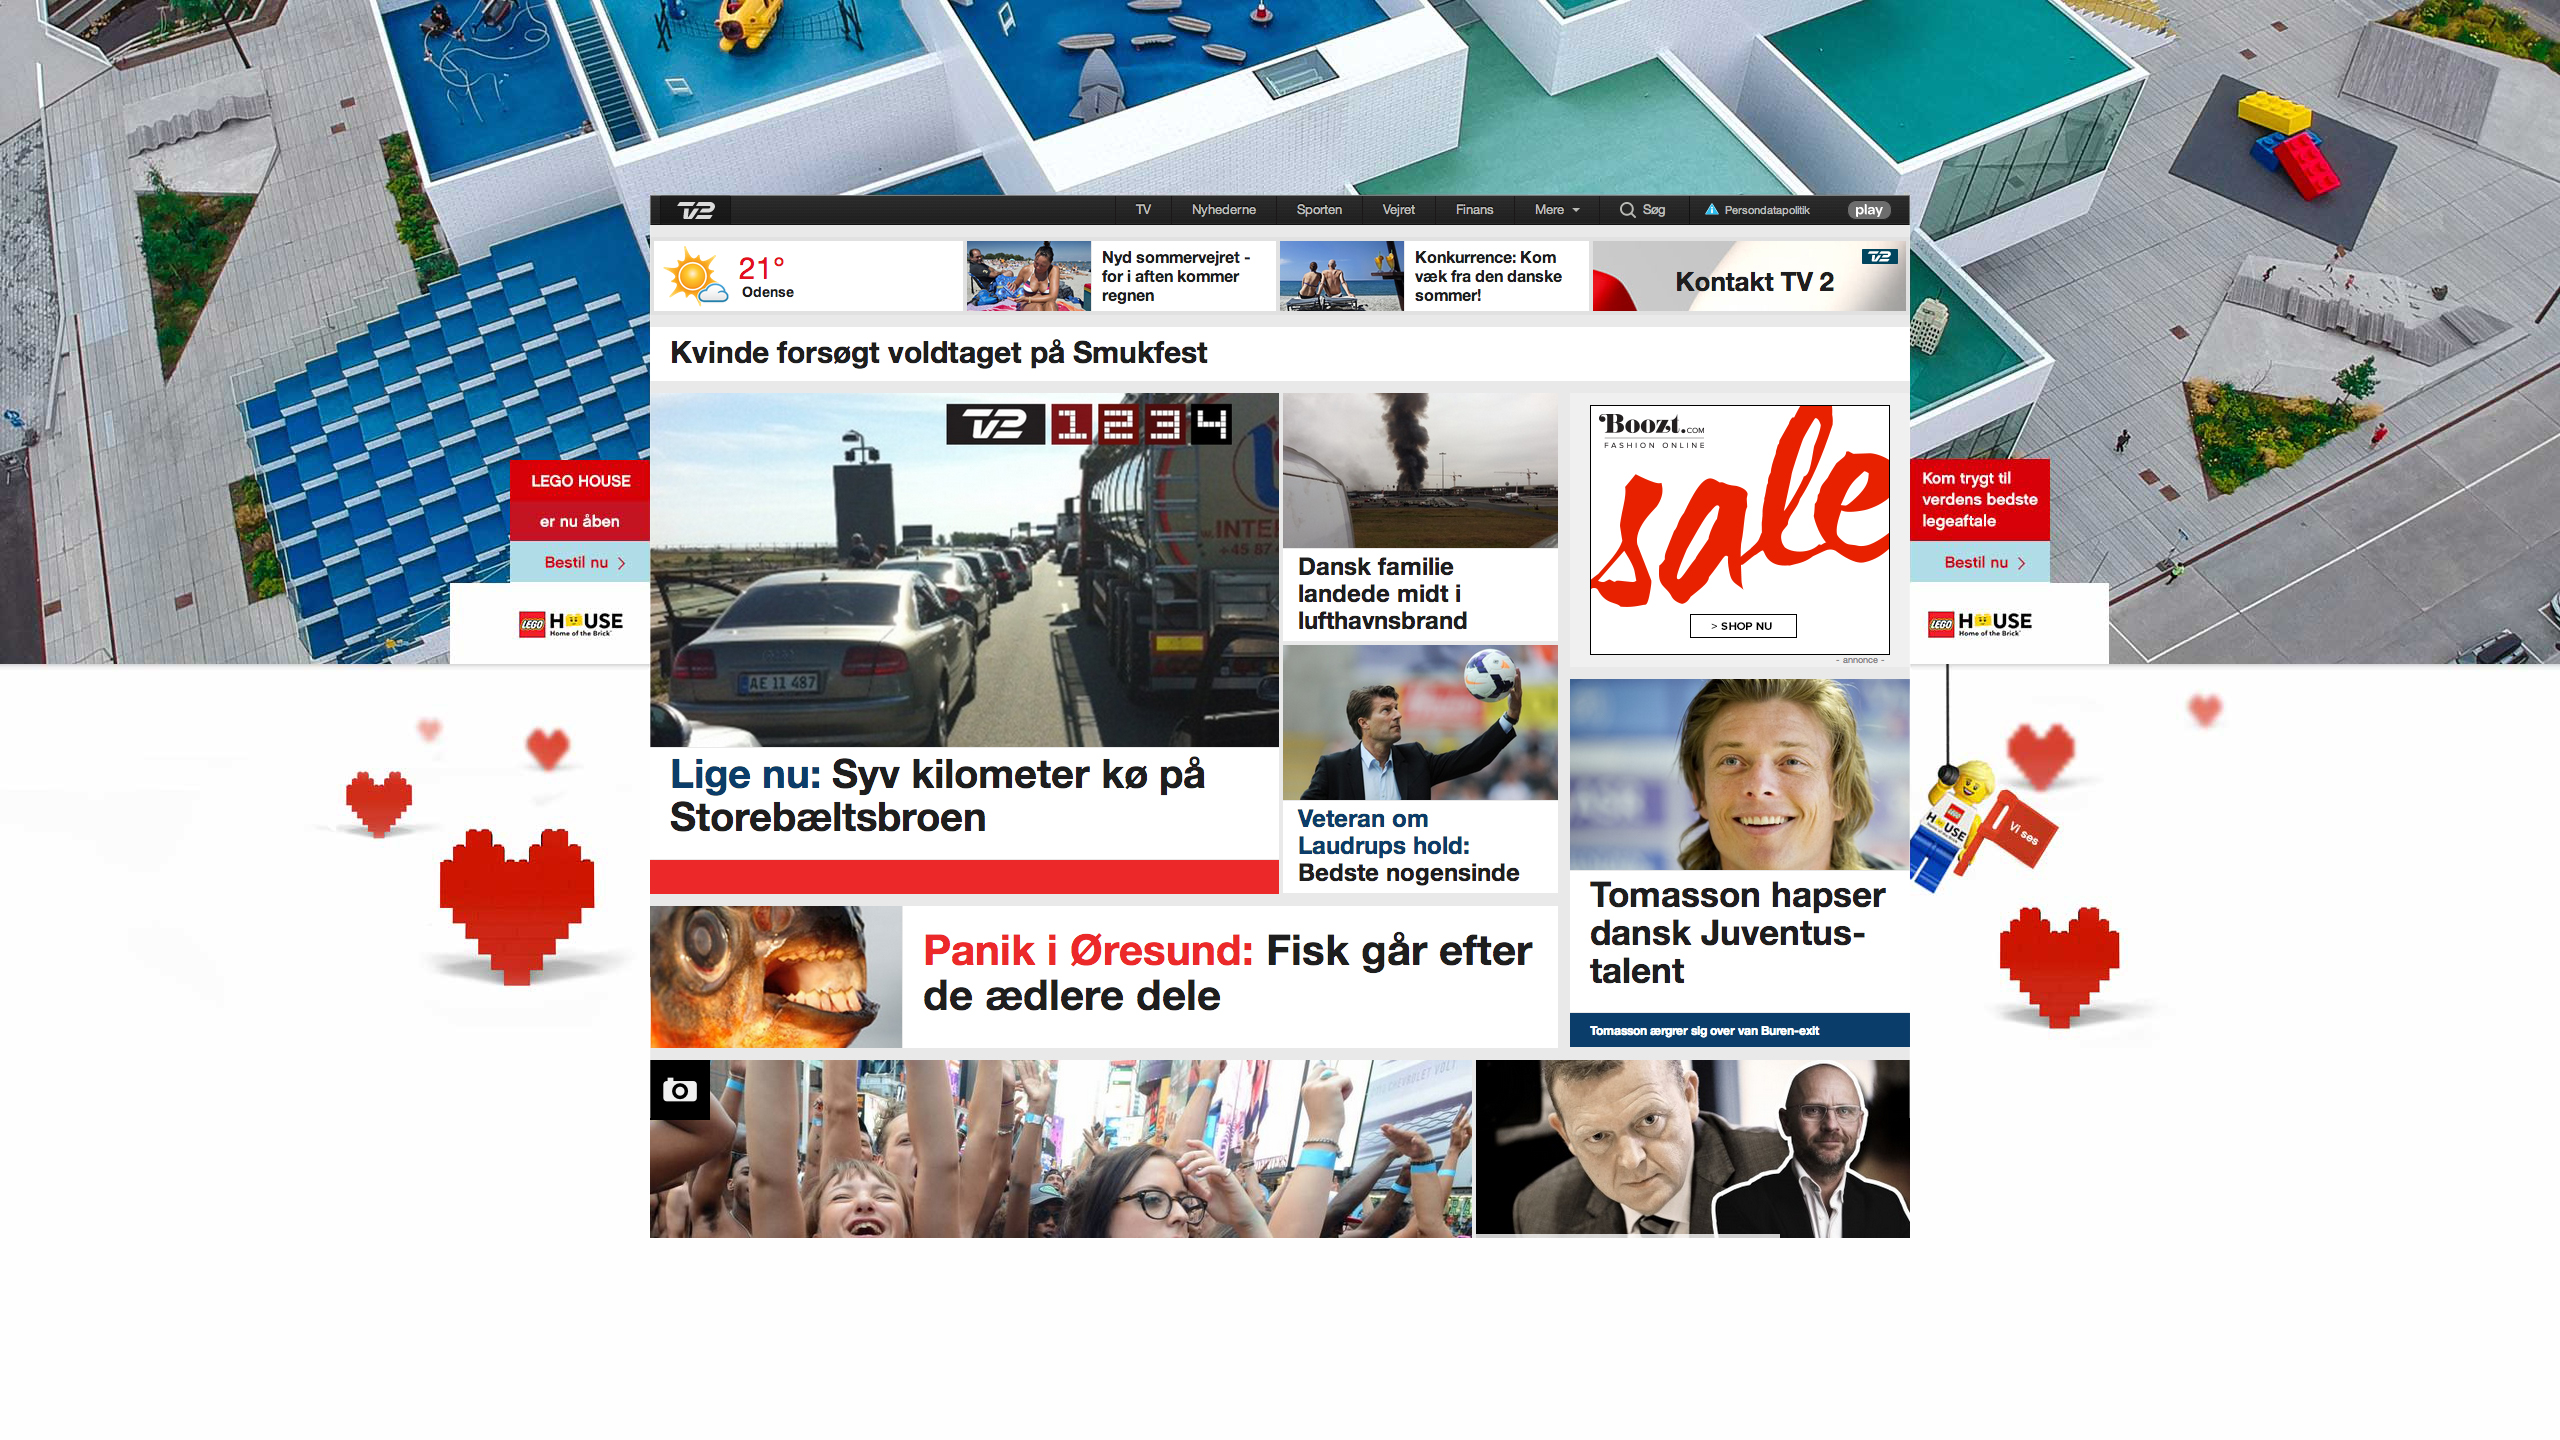 TV2
TV
Nyhederne
Sporten
Vejret
Finans
Mere
Søg
Persondatapolitik
play
21°
Odense
Nyd sommervejret -
for i aften kommer
regnen
Konkurrence: Kom
væk fra den danske
sommer!
Kontakt TV 2
TV2
Kvinde forsøgt voldtaget på Smukfest
TV2 1 2 3 4
AE 11 487
Lige nu: Syv kilometer kø på
Storebæltsbroen
Dansk familie
landede midt i
lufthavnsbrand
Veteran om
Laudrups hold:
Bedste nogensinde
Boozt.COM
FASHION ONLINE
sale
> SHOP NU
- annonce -
Tomasson hapser
dansk Juventus-
talent
Tomasson ærgrer sig over van Buren-exit
Panik i Øresund: Fisk går efter
de ædlere dele
CHEVROLET VOLT
LEGO HOUSE
er nu åben
Bestil nu >
LEGO HOUSE
Home of the Brick
Kom trygt til
verdens bedste
legeaftale
Bestil nu >
LEGO HOUSE
Home of the Brick
HOUSE
Vi ses